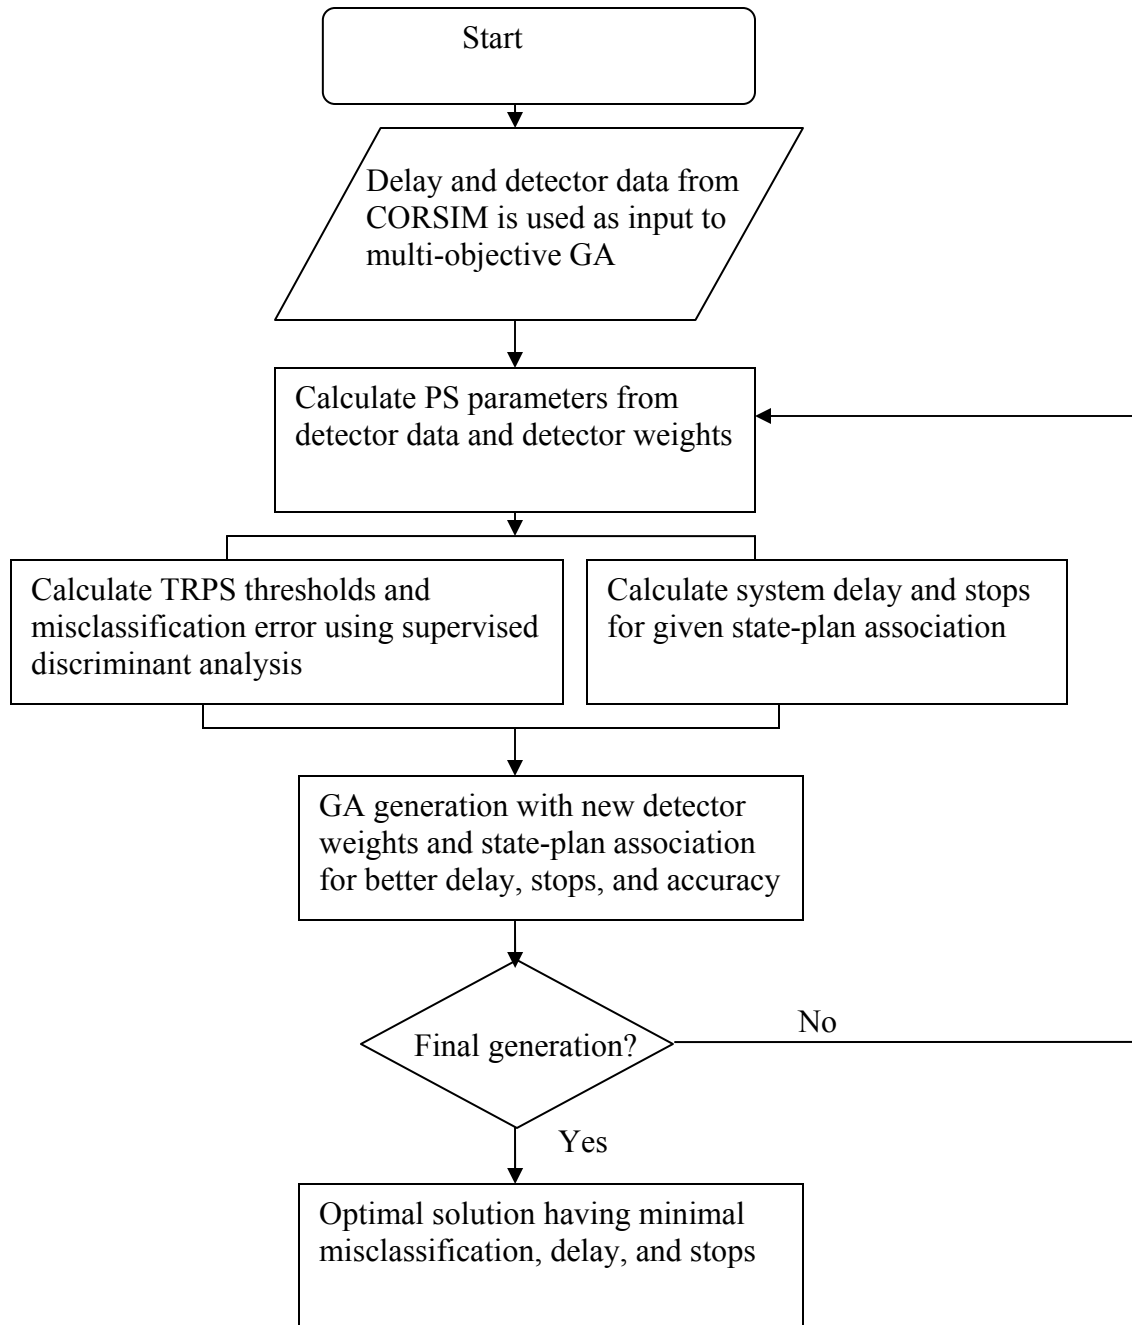 Start
Delay and detector data from
CORSIM is used as input to
multi-objective GA
Calculate PS parameters from
detector data and detector weights
Calculate TRPS thresholds and
misclassification error using supervised
discriminant analysis
Calculate system delay and stops
for given state-plan association
GA generation with new detector
weights and state-plan association
for better delay, stops, and accuracy
Final generation?
No
Yes
Optimal solution having minimal
misclassification, delay, and stops